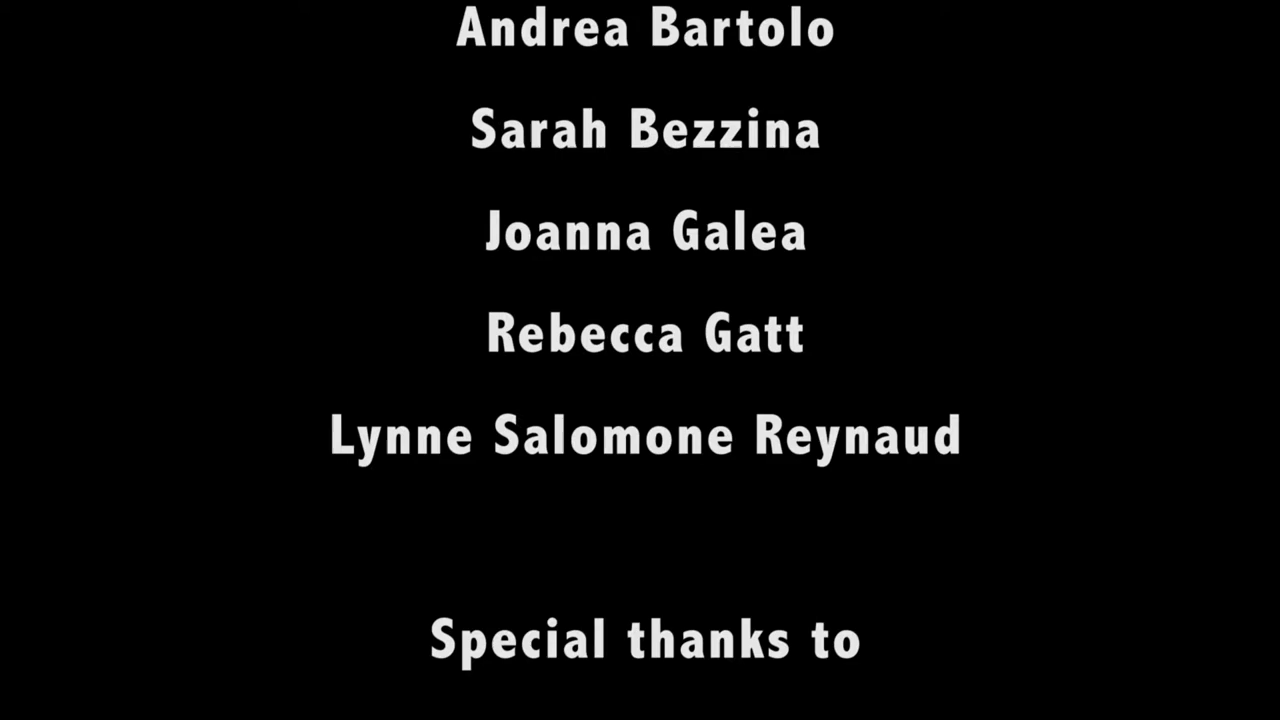 Andrea Bartolo
Sarah Bezzina
Joanna Galea
Rebecca Gatt
Lynne Salomone Reynaud
Special thanks to